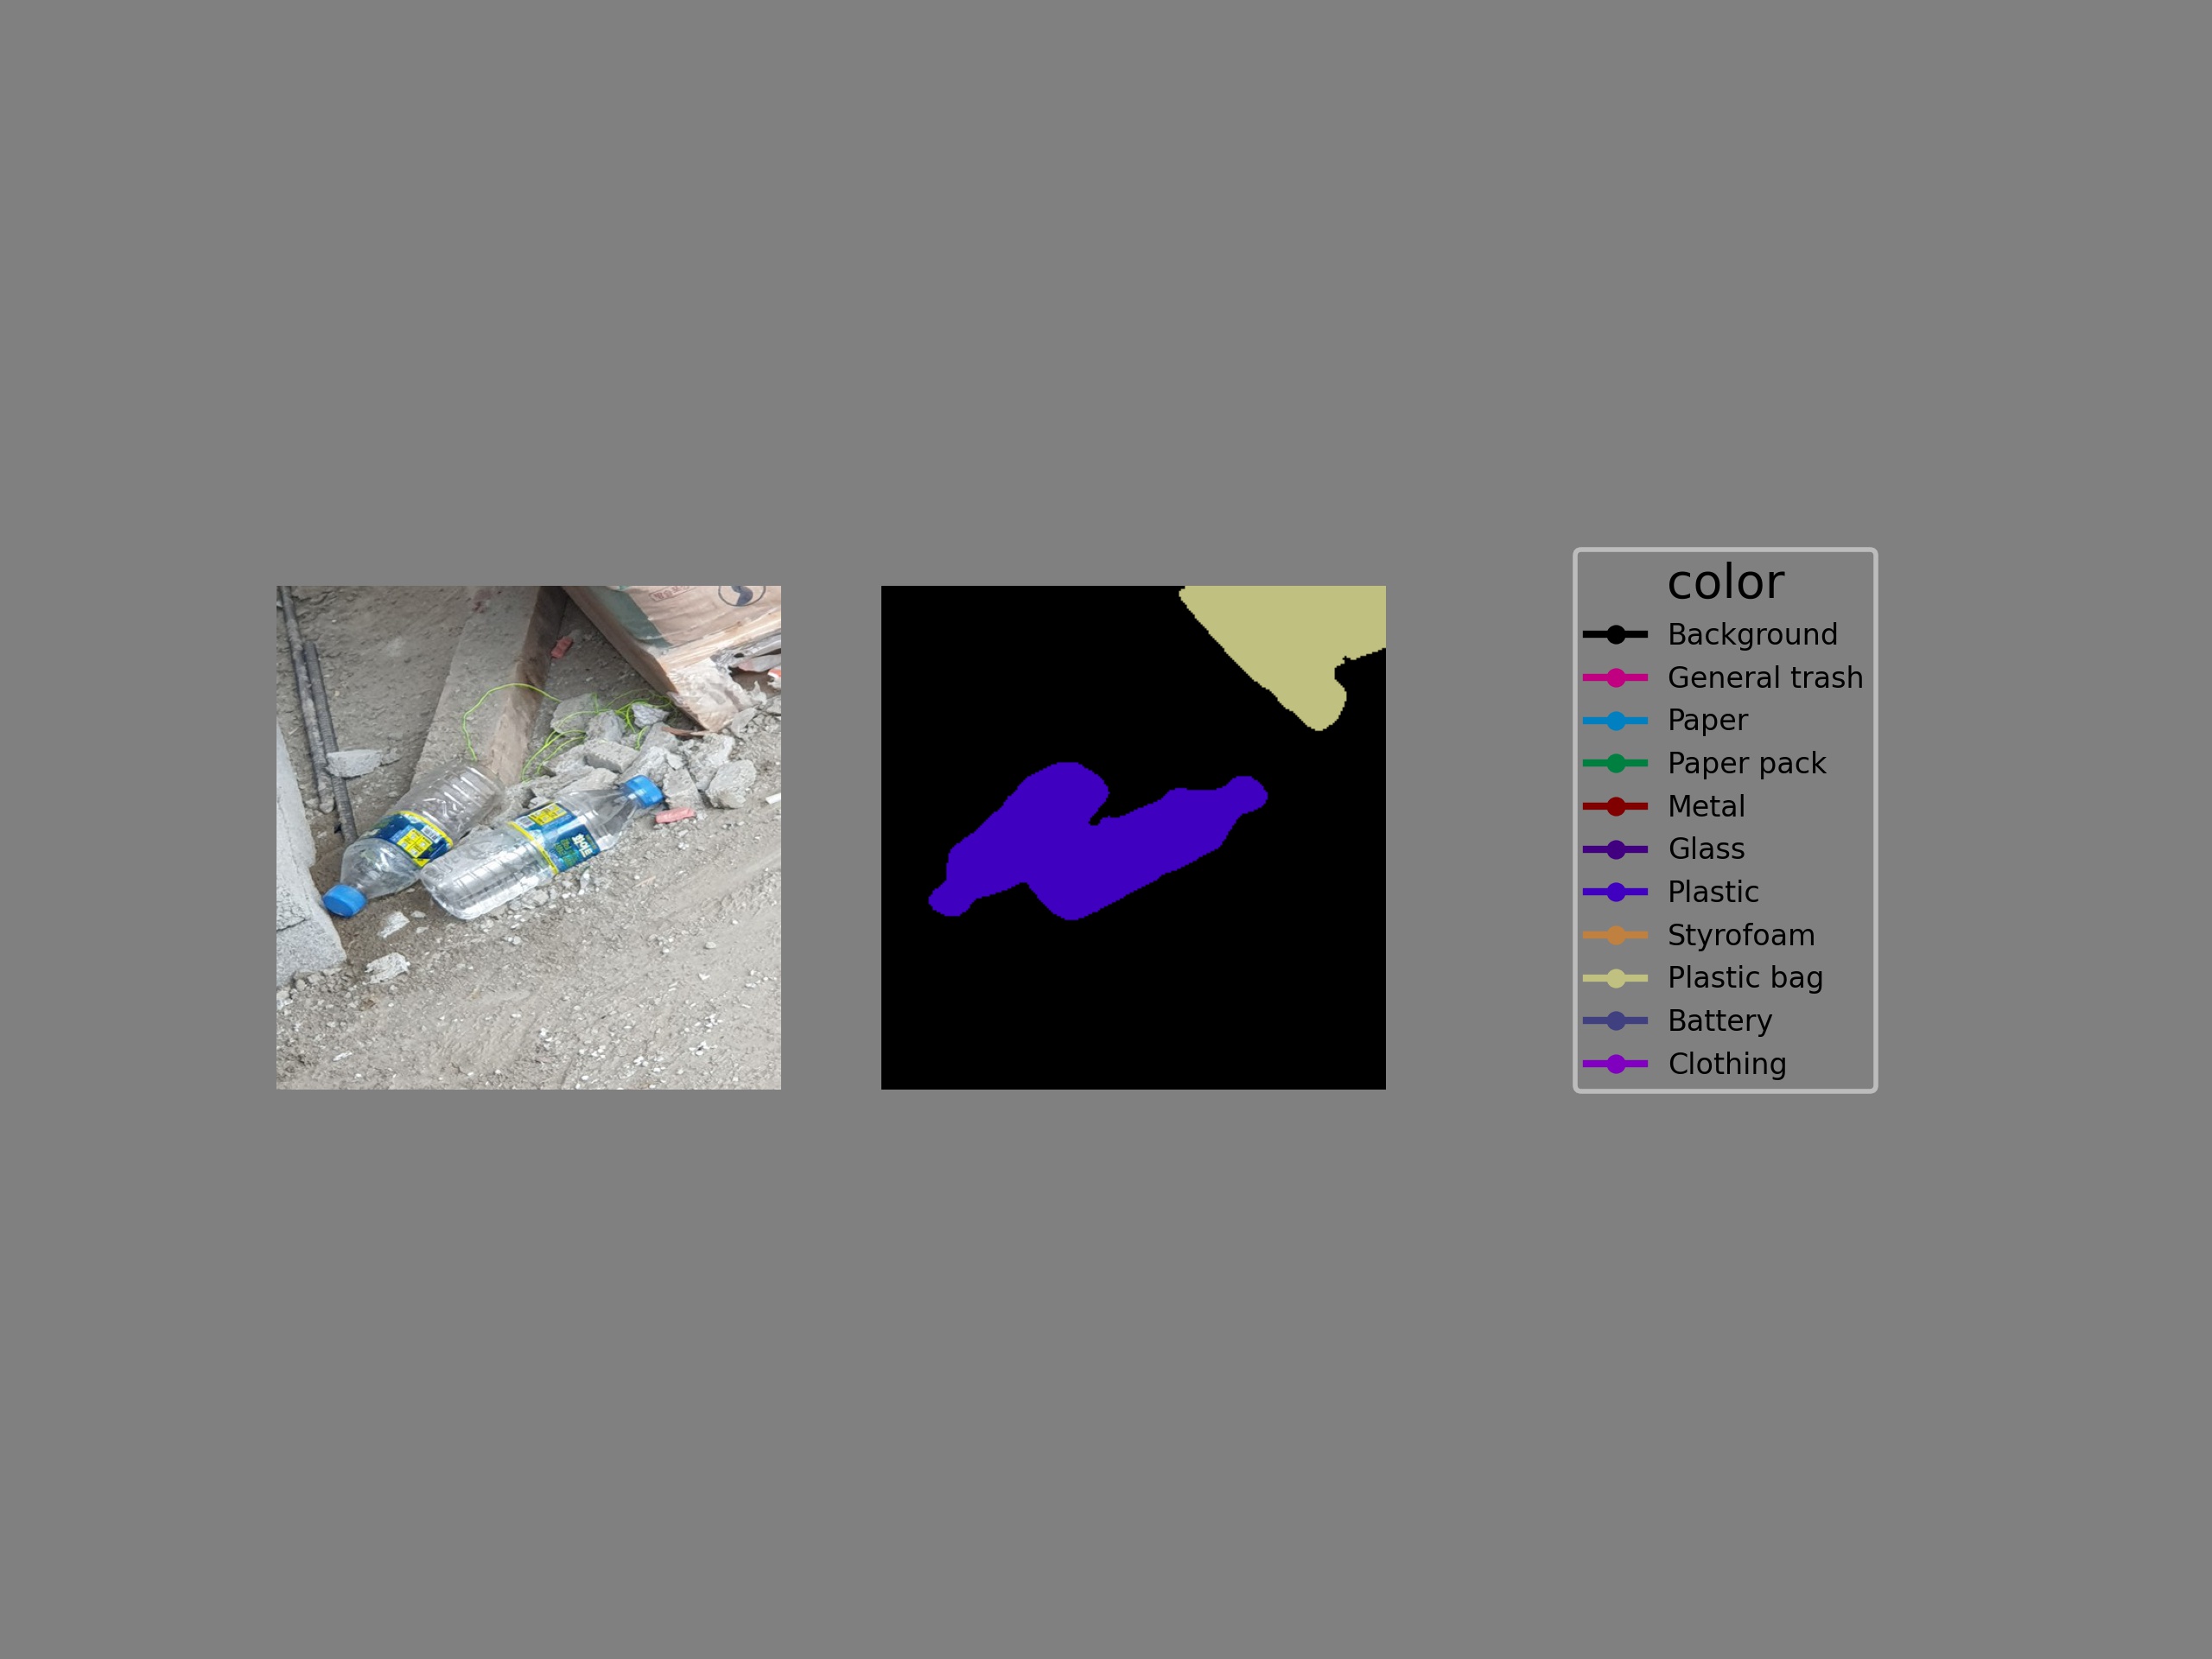 color
Background
General trash
Paper
Paper pack
Metal
Glass
Plastic
Styrofoam
Plastic bag
Battery
Clothing